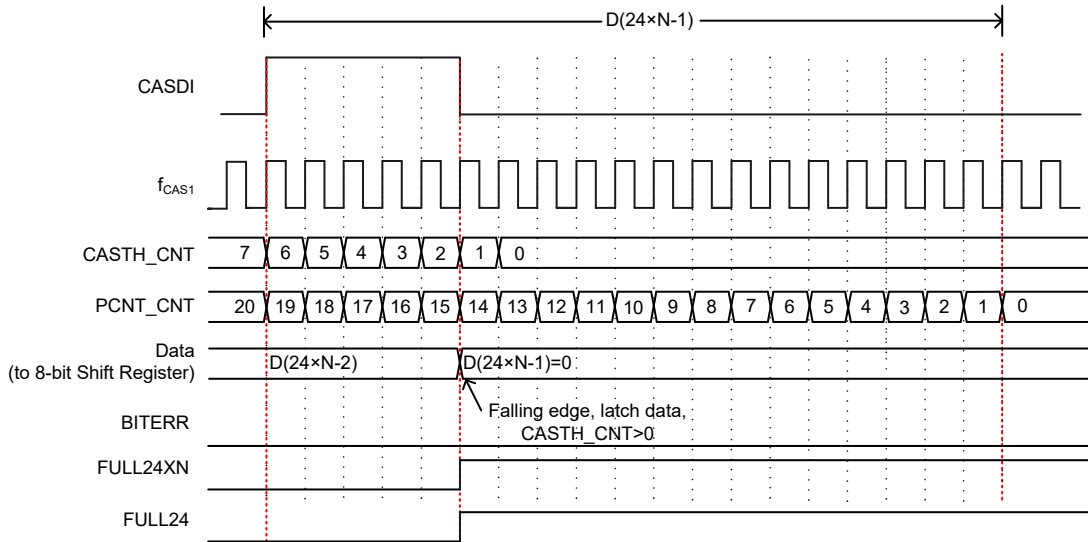 D(24×N-1)
CASDI
fCAS1
CASTH_CNT 7 6 5 4 3 2 1 0
PCNT_CNT 20 19 18 17 16 15 14 13 12 11 10 9 8 7 6 5 4 3 2 1 0
Data
(to 8-bit Shift Register)
D(24×N-2) D(24×N-1)=0
Falling edge, latch data,
CASTH_CNT>0
BITERR
FULL24XN
FULL24